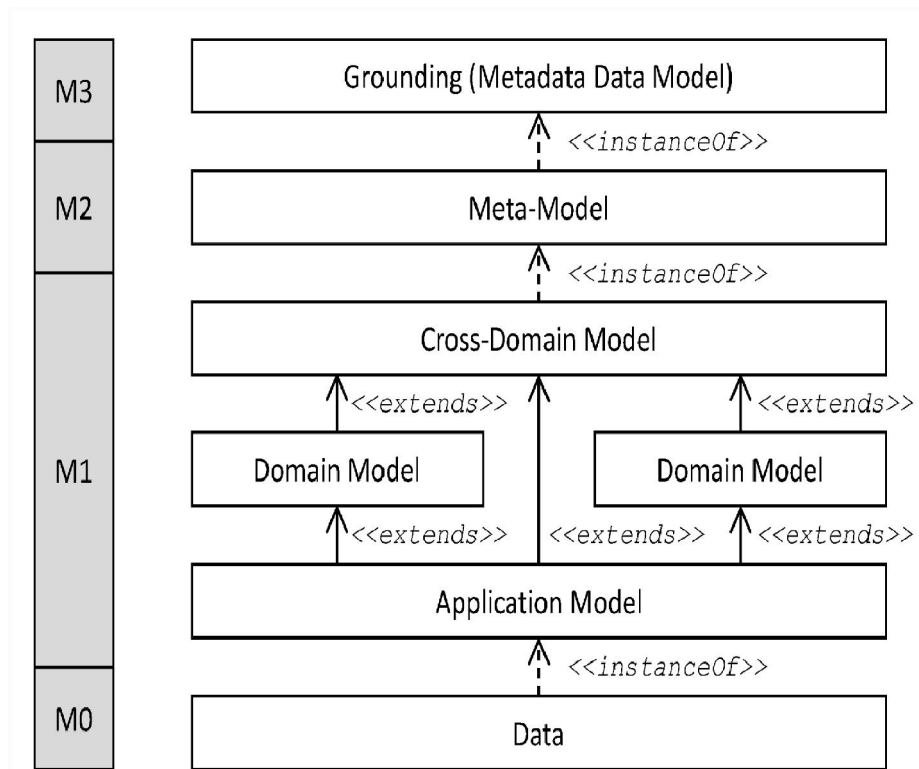 M3
Grounding (Metadata Data Model)
<<instanceOf>>
M2
Meta-Model
<<instanceOf>>
Cross-Domain Model
<<extends>>
<<extends>>
M1
Domain Model
Domain Model
<<extends>>
<<extends>>
<<extends>>
Application Model
<<instanceOf>>
M0
Data